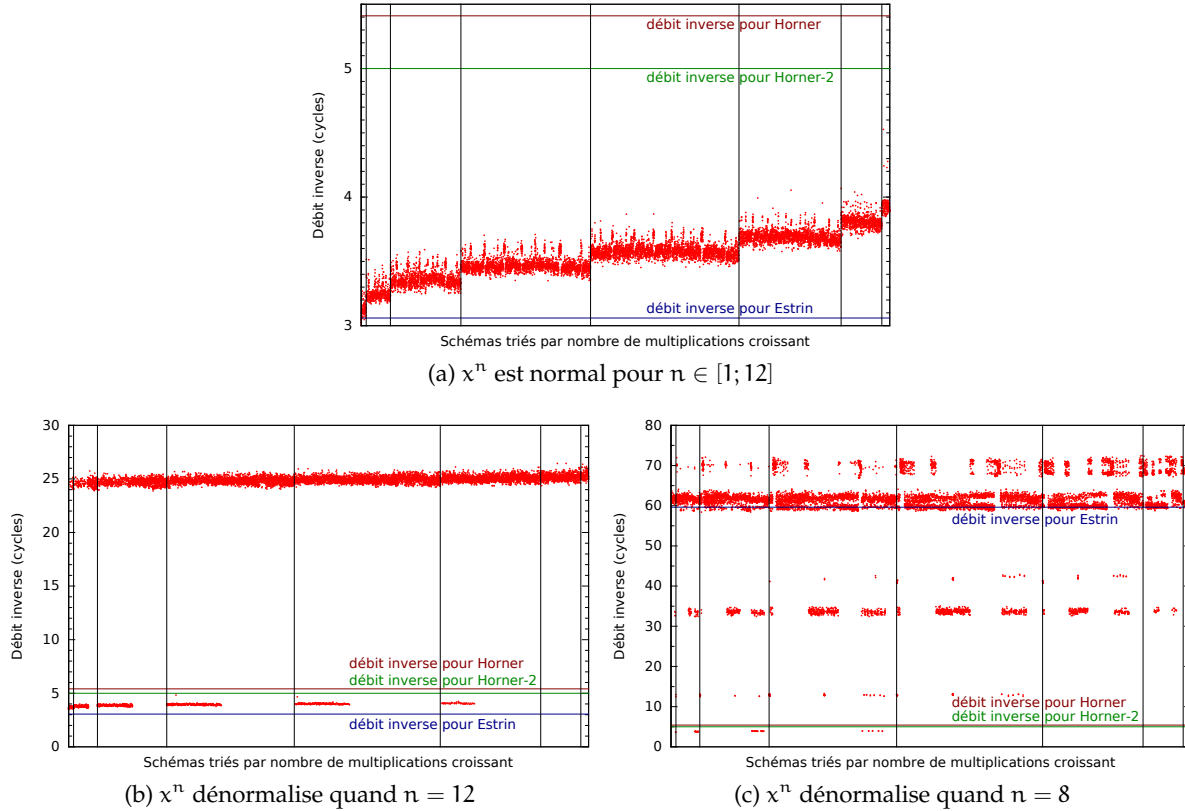 débit inverse pour Horner
débit inverse pour Horner-2
débit inverse pour Estrin
5
4
3
Débit inverse (cycles)
Schémas triés par nombre de multiplications croissant
(a) xⁿ est normal pour n ∈ [1; 12]
30
25
20
15
10
5
0
Débit inverse (cycles)
débit inverse pour Horner
débit inverse pour Horner-2
débit inverse pour Estrin
Schémas triés par nombre de multiplications croissant
(b) xⁿ dénormalise quand n = 12
80
70
60
50
40
30
20
10
0
Débit inverse (cycles)
débit inverse pour Estrin
débit inverse pour Horner
débit inverse pour Horner-2
Schémas triés par nombre de multiplications croissant
(c) xⁿ dénormalise quand n = 8